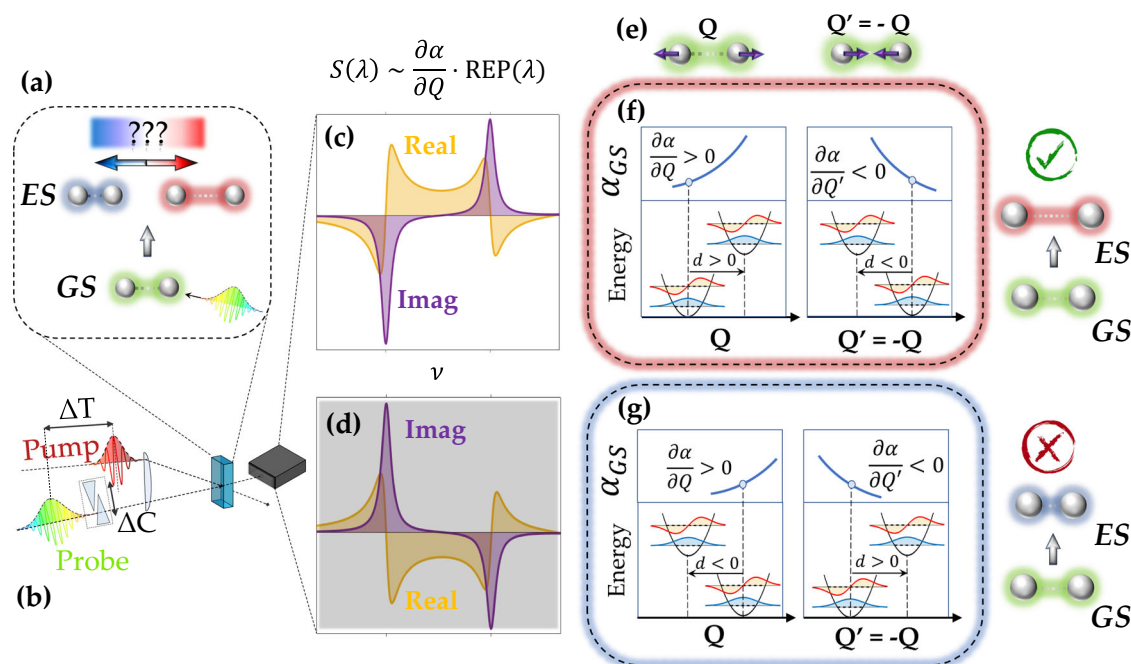 (a)
???
ES
GS
ΔT
Pump
ΔC
Probe
(b)
S(λ) ~ ∂α/∂Q · REP(λ)
(c)
Real
Imag
ν
(d)
Imag
Real
(e)
Q
Q′ = - Q
(f)
α_GS
∂α/∂Q > 0
∂α/∂Q′ < 0
Energy
d > 0
d < 0
Q
Q′ = -Q
ES
GS
(g)
α_GS
∂α/∂Q > 0
∂α/∂Q′ < 0
Energy
d < 0
d > 0
Q
Q′ = -Q
ES
GS